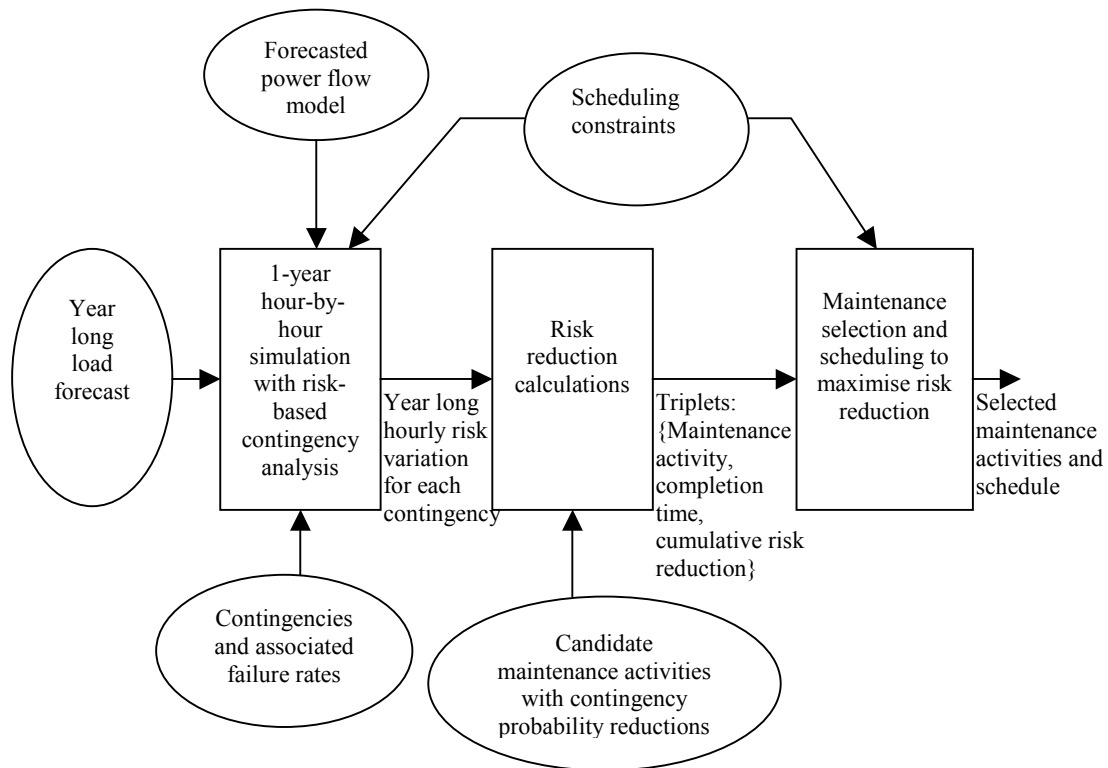 Forecasted
power flow
model
Scheduling
constraints
Year
long
load
forecast
1-year
hour-by-
hour
simulation
with risk-
based
contingency
analysis
Year long
hourly risk
variation
for each
contingency
Risk
reduction
calculations
Triplets:
{Maintenance
activity,
completion
time,
cumulative risk
reduction}
Maintenance
selection and
scheduling to
maximise risk
reduction
Selected
maintenance
activities and
schedule
Contingencies
and associated
failure rates
Candidate
maintenance activities
with contingency
probability reductions